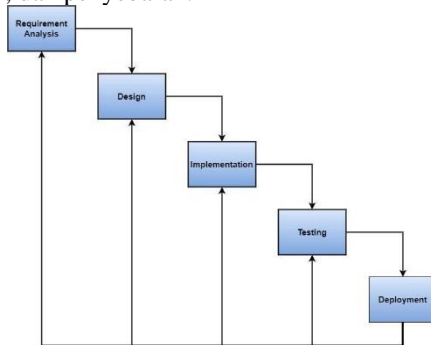 Requirement
Analysis
Design
Implementation
Testing
Deployment